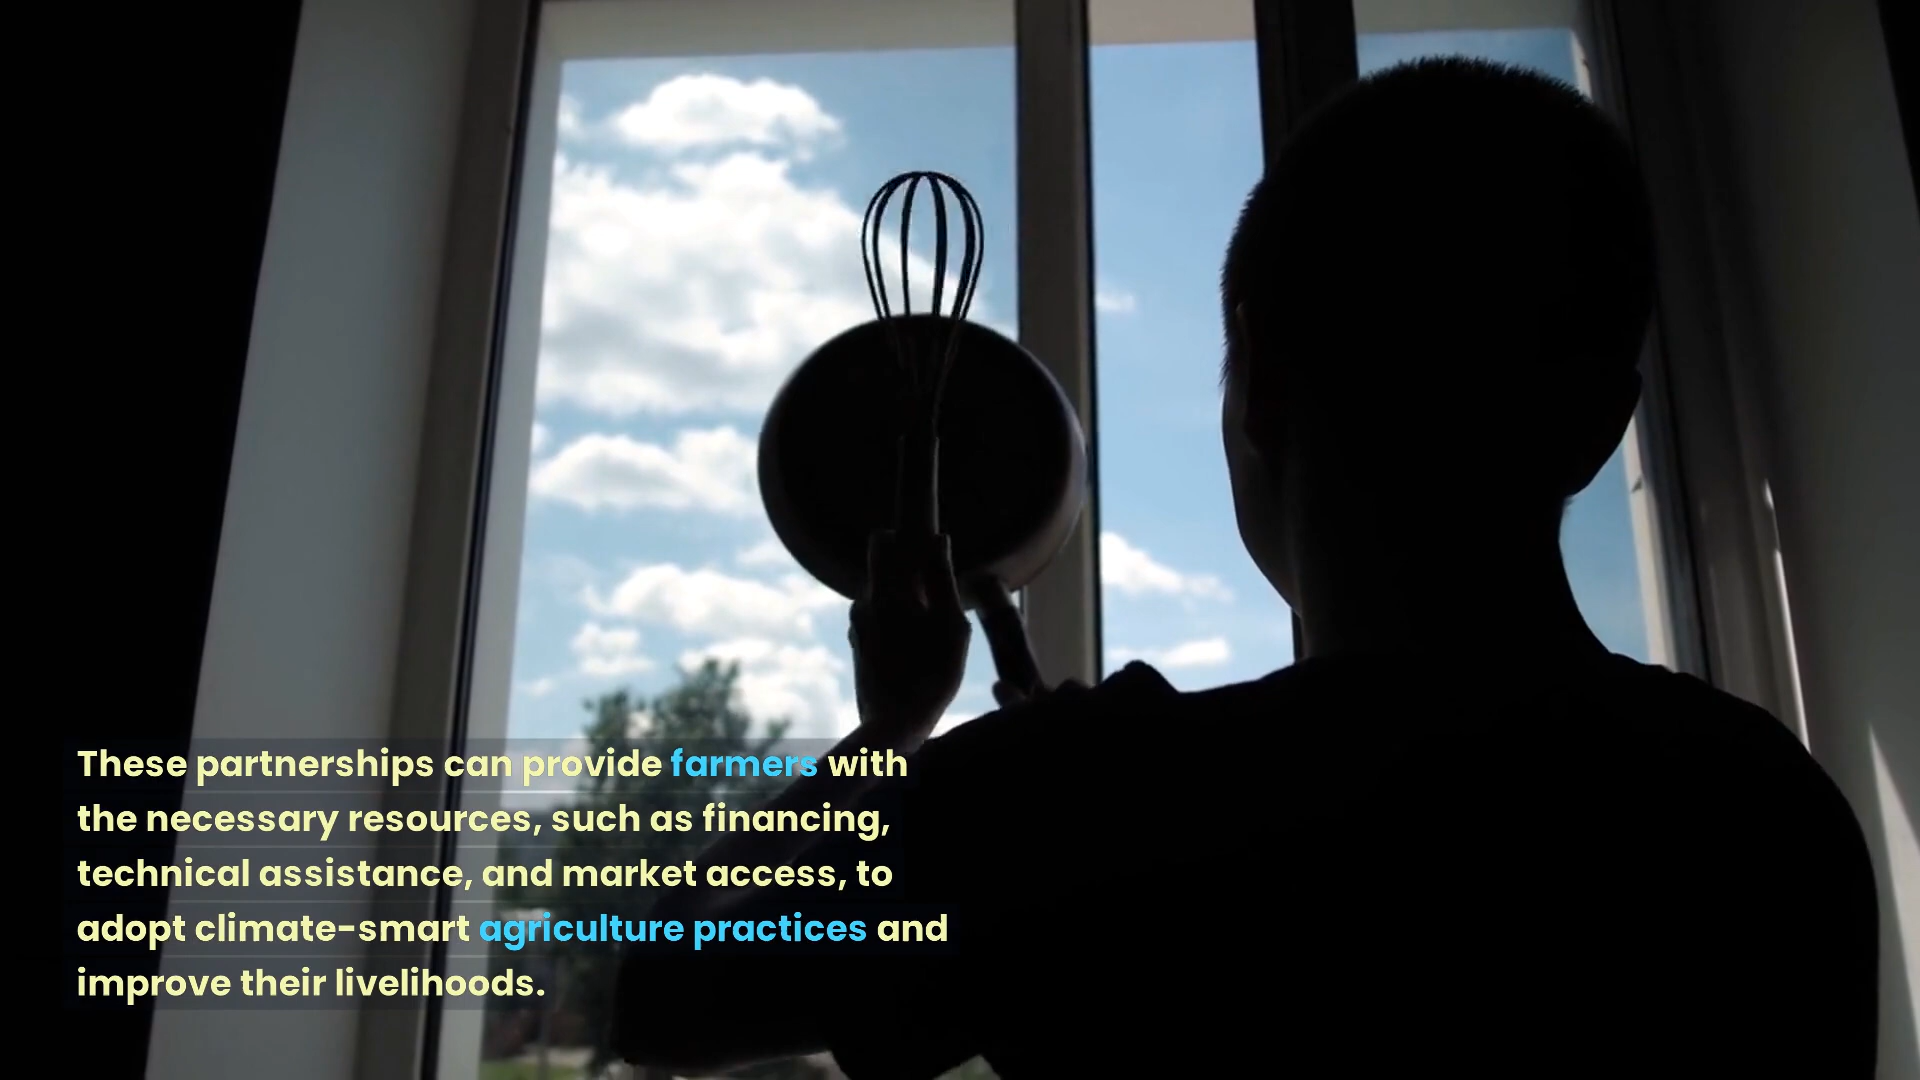 These partnerships can provide farmers with
the necessary resources, such as financing,
technical assistance, and market access, to
adopt climate-smart agriculture practices and
improve their livelihoods.